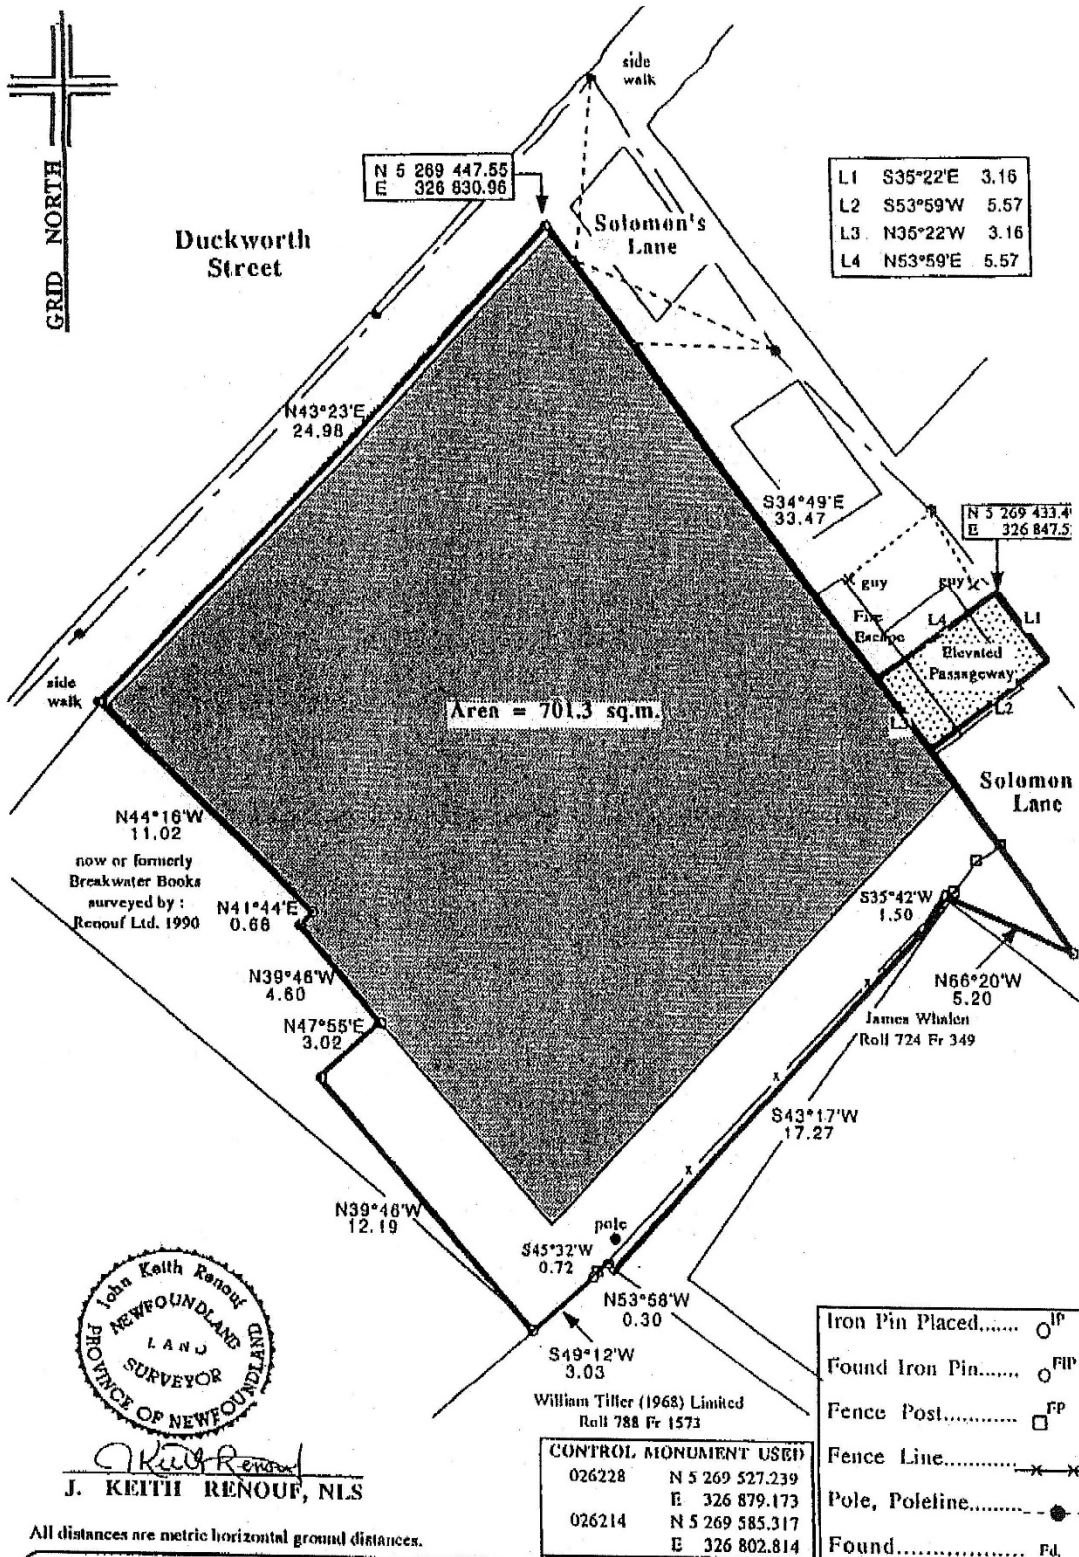 side
walk
N 5 269 447.55
E 326 830.96
L1 S35°22'E 3.16
L2 S53°59'W 5.57
L3 N35°22'W 3.16
L4 N53°59'E 5.57
GRID NORTH
Duckworth
Street
Solomon's
Lane
N43°23'E
24.98
S34°49'E
33.47
N 5 269 433.4
E 326 847.5
guy
guy
Fire
Escape
L4
L1
Elevated
Passageway
L2
L3
side
walk
Area = 701.3 sq.m.
Solomon
Lane
N44°16'W
11.02
now or formerly
Breakwater Books
surveyed by :
Renouf Ltd. 1990
N41°44'E
0.66
S35°42'W
1.50
N39°46'W
4.60
N66°20'W
5.20
N47°55'E
3.02
James Whalen
Roll 724 Fr 349
S43°17'W
17.27
N39°46'W
12.19
pole
S45°32'W
0.72
N53°58'W
0.30
S49°12'W
3.03
John Keith Renouf
NEWFOUNDLAND
LAND
SURVEYOR
PROVINCE OF NEWFOUNDLAND
J Keith Renouf
J. KEITH RENOUF, NLS
William Tiller (1968) Limited
Roll 788 Fr 1573
CONTROL MONUMENT USED
026228 N 5 269 527.239
E 326 879.173
026214 N 5 269 585.317
E 326 802.814
Iron Pin Placed....... IP
Found Iron Pin....... FIP
Fence Post............ FP
Fence Line............
Pole, Poleline.........
Found.................... Fd.
All distances are metric horizontal ground distances.